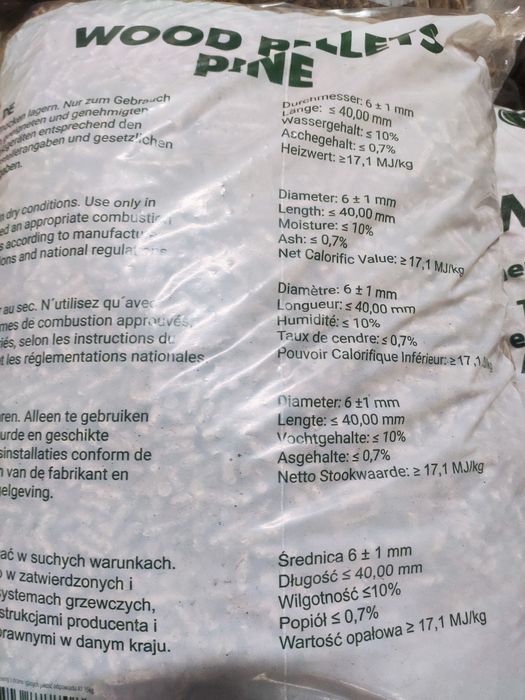 WOOD PELLETS
PINE
lagern. Nur zum Gebrauch
und genehmigten
entsprechend den
und gesetzlichen
Durchmesser: 6 ± 1 mm
Länge: ≤ 40,00 mm
Wassergehalt: ≤ 10%
Acchegehalt: ≤ 0,7%
Heizwert: ≥17,1 MJ/kg
dry conditions. Use only in
an appropriate
according to
and national
Diameter: 6 ± 1 mm
Length: ≤ 40,00 mm
Moisture: ≤ 10%
Ash: ≤ 0,7%
Net Calorific Value: ≥ 17,1 MJ/kg
au sec. N´utilisez qu´avec
de combustion approuvés,
selon les instructions du
les réglementations nationales
Diamètre: 6 ± 1 mm
Longueur: ≤ 40,00 mm
Humidité: ≤ 10%
Taux de cendre: ≤ 0,7%
Pouvoir Calorifique Inférieur: ≥ 17,1
Alleen te gebruiken
en geschikte
conform de
van de fabrikant en
Diameter: 6 ±1 mm
Lengte: ≤ 40,00 mm
Vochtgehalte: ≤ 10%
Asgehalte: ≤ 0,7%
Netto Stookwaarde: ≥ 17,1 MJ/kg
w suchych warunkach.
w zatwierdzonych i
grzewczych,
producenta i
w danym kraju.
Średnica 6 ± 1 mm
Długość ≤ 40,00 mm
Wilgotność ≤10%
Popiół ≤ 0,7%
Wartość opałowa ≥ 17,1 MJ/kg